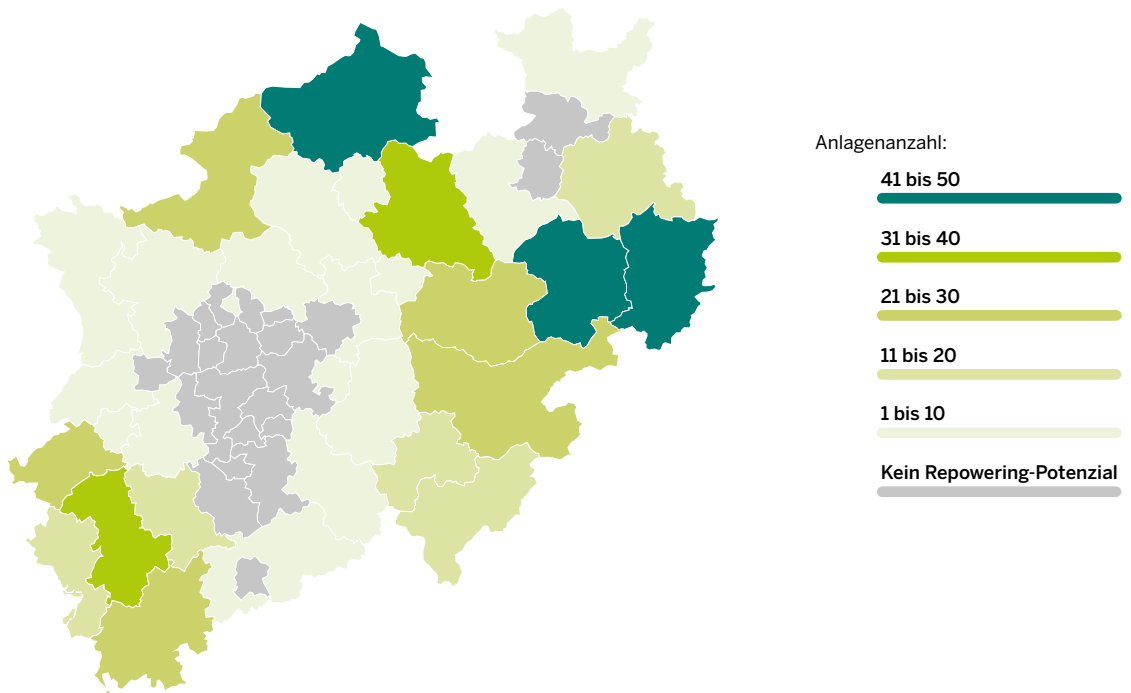 Anlagenanzahl:
41 bis 50
31 bis 40
21 bis 30
11 bis 20
1 bis 10
Kein Repowering-Potenzial